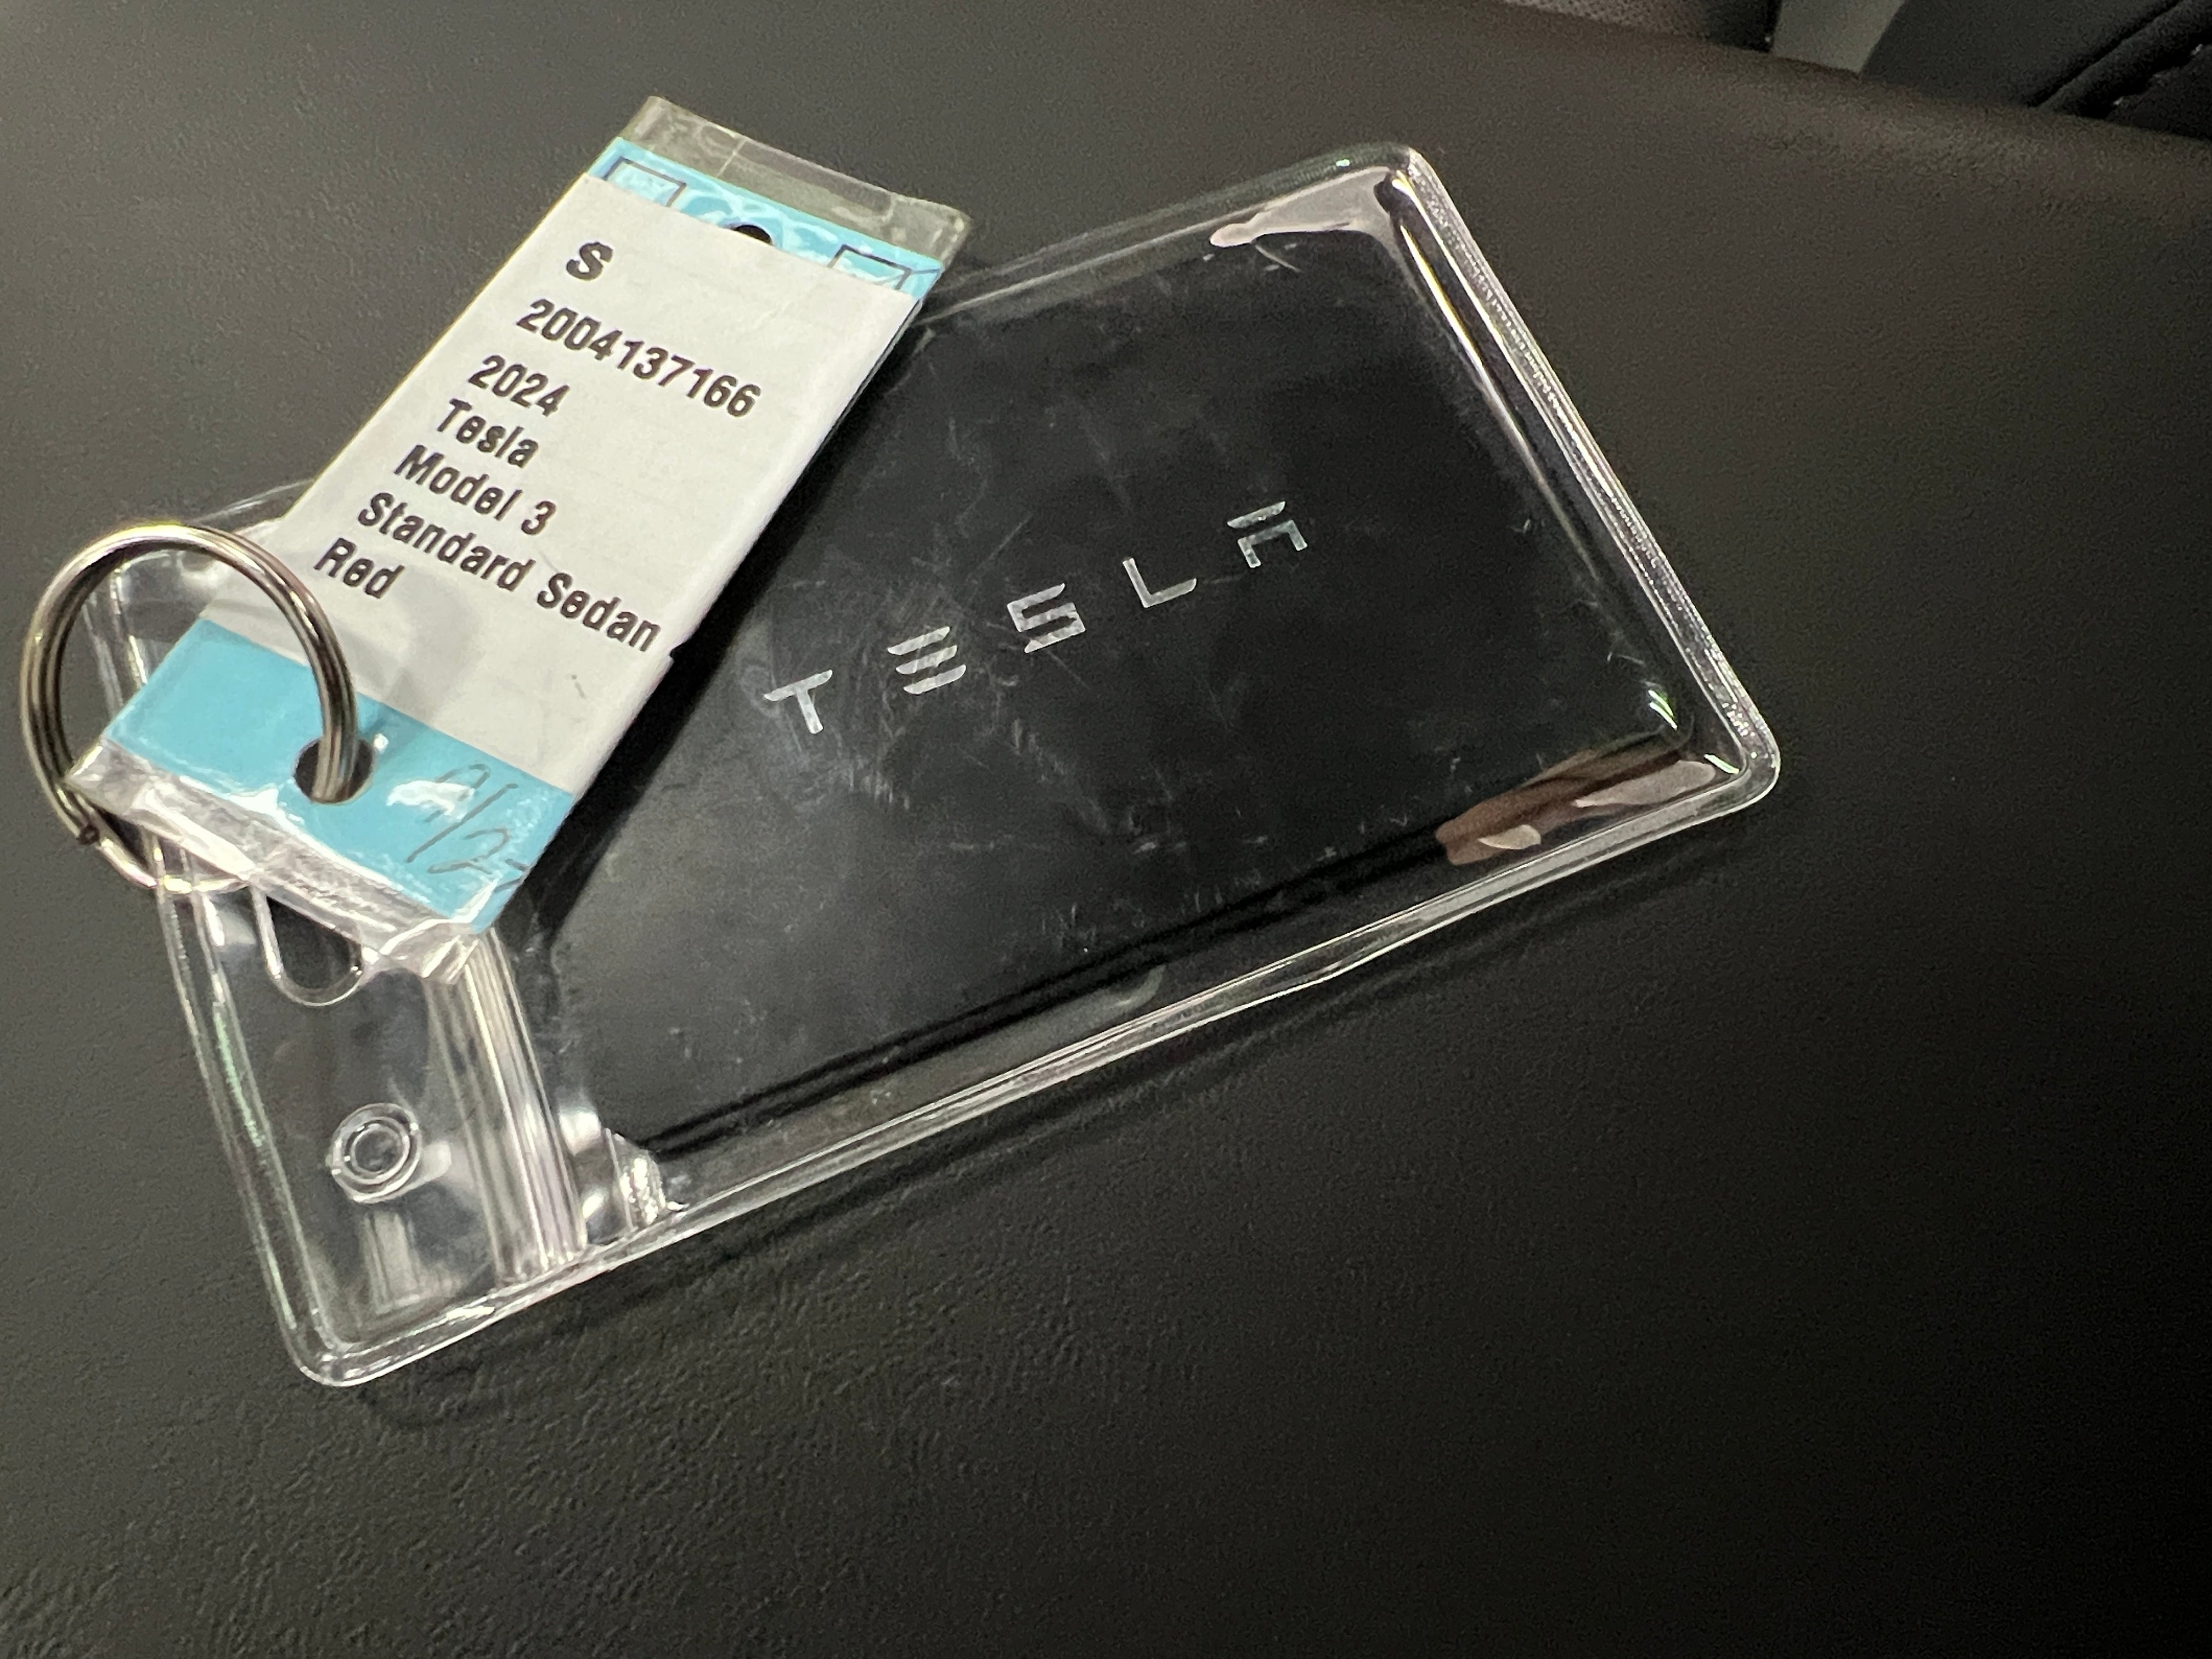 S
2004137166
2024
Tesla
Model 3
Standard Sedan
Red
TESLA